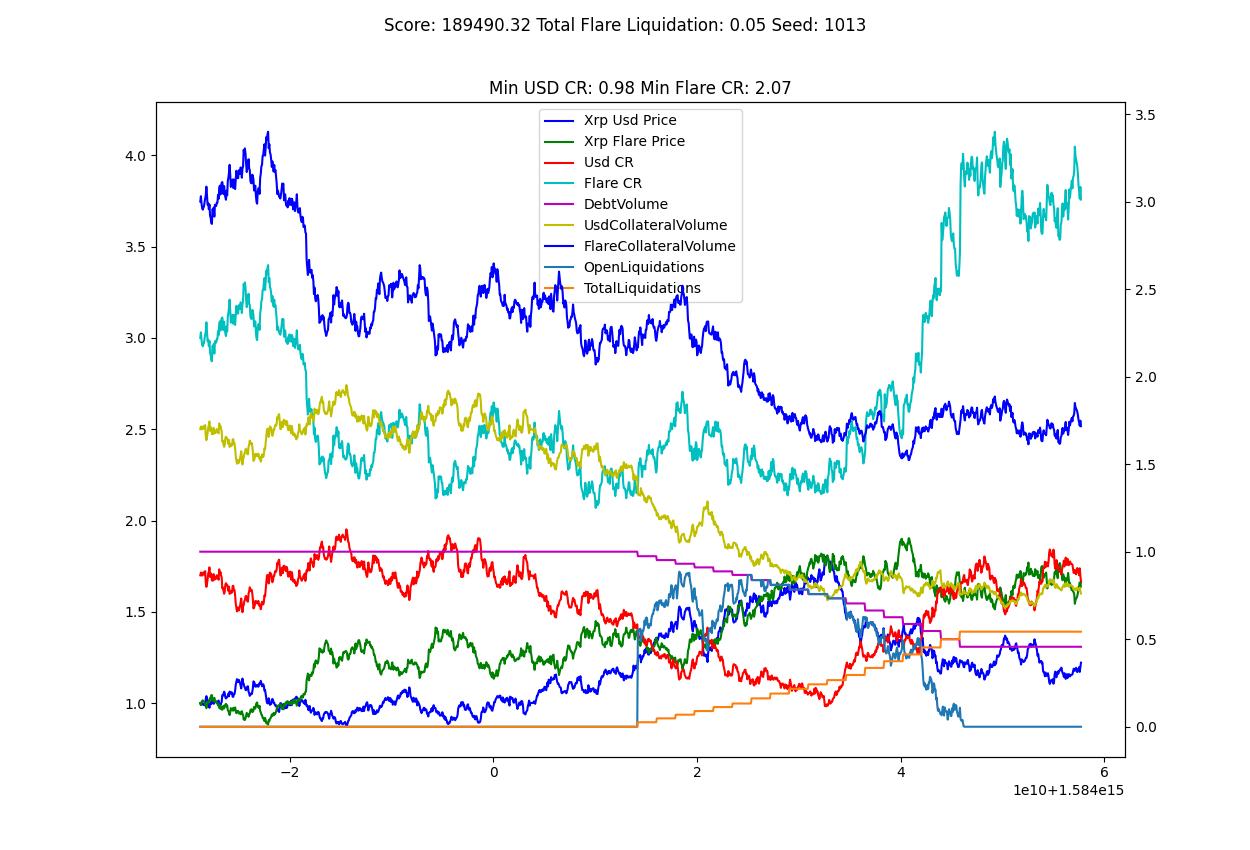 Score: 189490.32 Total Flare Liquidation: 0.05 Seed: 1013
Min USD CR: 0.98 Min Flare CR: 2.07
Xrp Usd Price
Xrp Flare Price
Usd CR
Flare CR
DebtVolume
UsdCollateralVolume
FlareCollateralVolume
OpenLiquidations
TotalLiquidations
4.0
3.5
3.0
2.5
2.0
1.5
1.0
3.5
3.0
2.5
2.0
1.5
1.0
0.5
0.0
−2 0 2 4 6
1e10+1.584e15